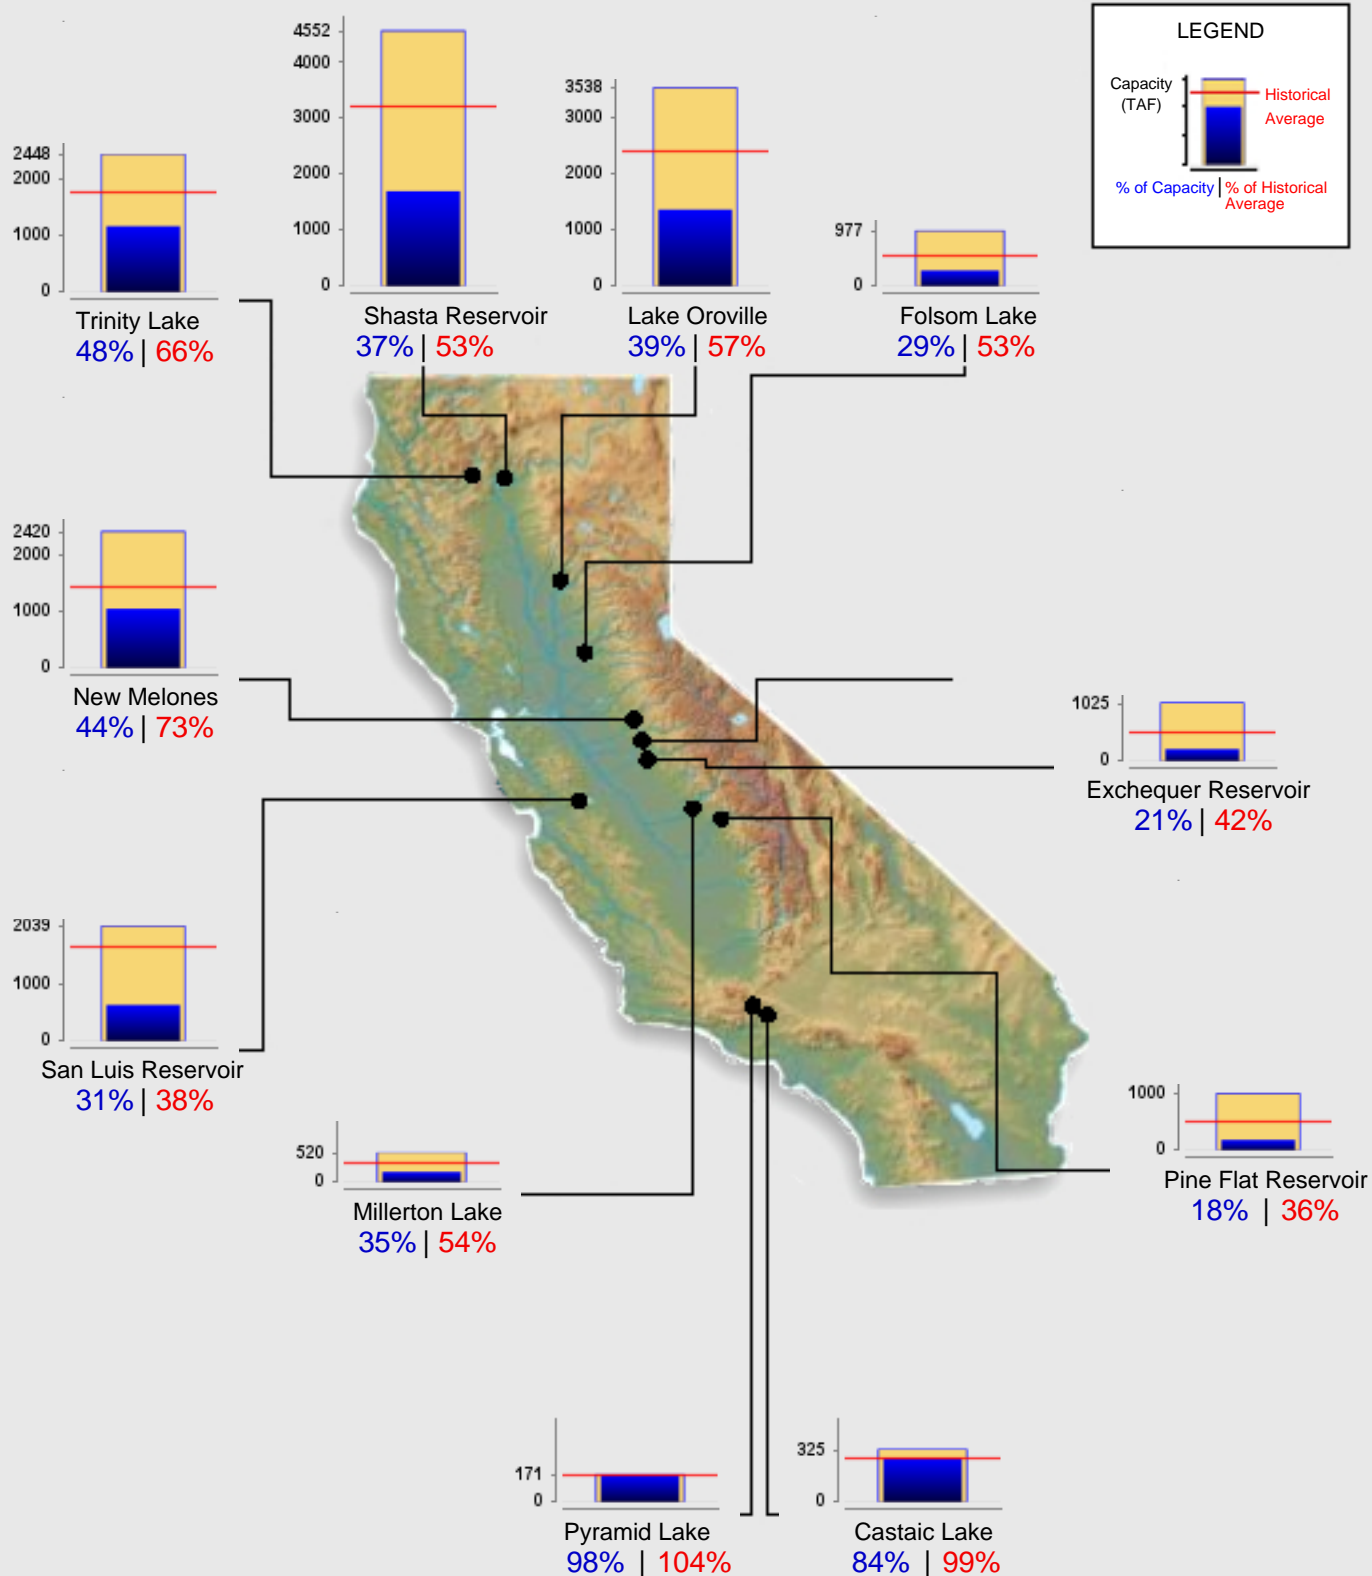 LEGEND
Capacity
(TAF)
Historical
Average
% of Capacity | % of Historical
Average
4552
4000
3000
2000
1000
0
Shasta Reservoir
37% | 53%
3538
3000
2000
1000
0
Lake Oroville
39% | 57%
2448
2000
1000
0
Trinity Lake
48% | 66%
977
0
Folsom Lake
29% | 53%
2420
2000
1000
0
New Melones
44% | 73%
1025
0
Exchequer Reservoir
21% | 42%
2039
1000
0
San Luis Reservoir
31% | 38%
520
0
Millerton Lake
35% | 54%
1000
0
Pine Flat Reservoir
18% | 36%
171
0
Pyramid Lake
98% | 104%
325
0
Castaic Lake
84% | 99%